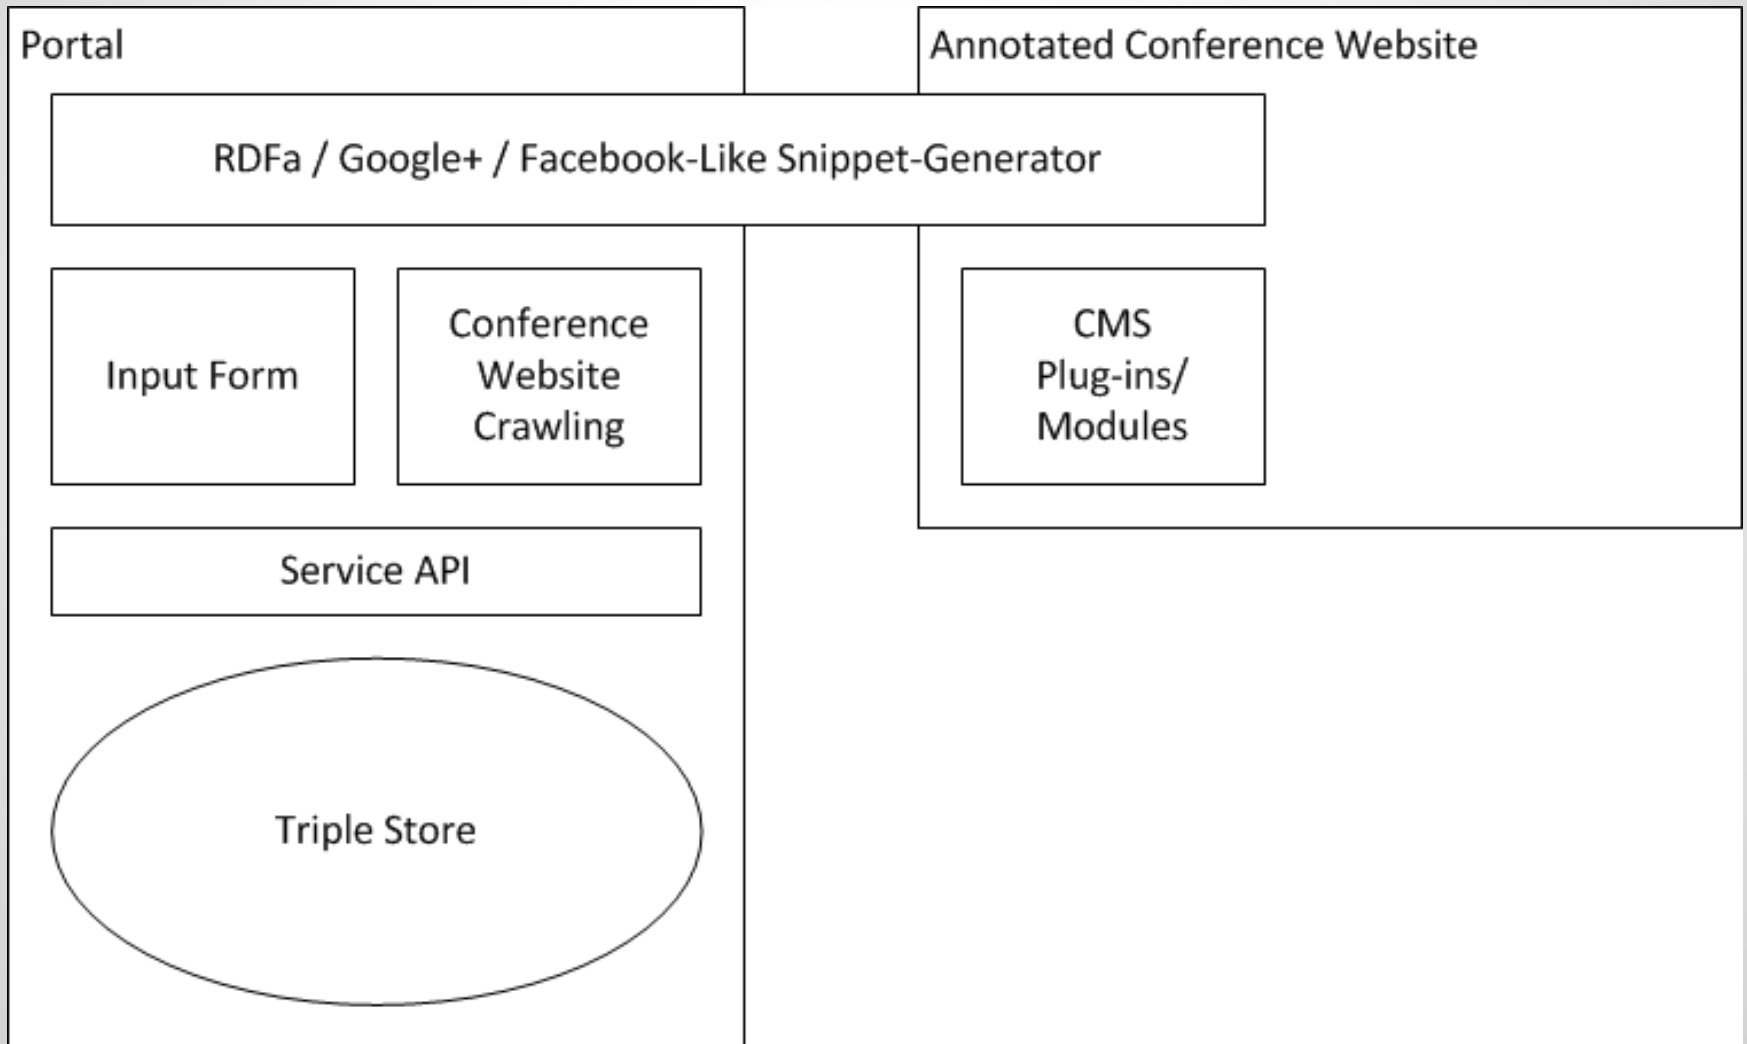 Portal
Annotated Conference Website
RDFa / Google+ / Facebook-Like Snippet-Generator
Input Form
Conference
Website
Crawling
CMS
Plug-ins/
Modules
Service API
Triple Store